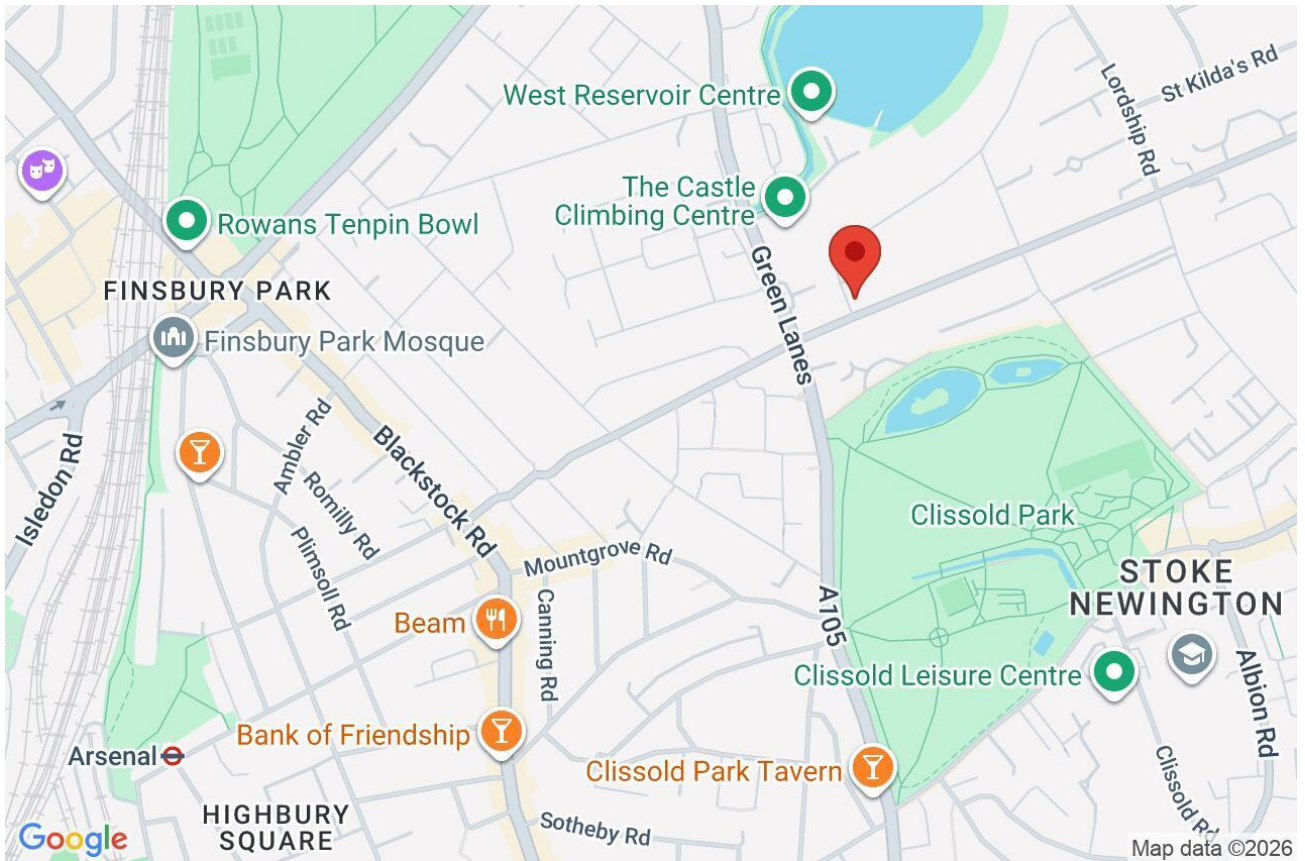 St Kilda's Rd
Lordship Rd
West Reservoir Centre
The Castle
Climbing Centre
Rowans Tenpin Bowl
Green Lanes
FINSBURY PARK
Finsbury Park Mosque
Ambler Rd
Blackstock Rd
Isledon Rd
Romilly Rd
Plimsoll Rd
Clissold Park
Mountgrove Rd
STOKE
NEWINGTON
A105
Canning Rd
Beam
Clissold Leisure Centre
Albion Rd
Bank of Friendship
Arsenal
Clissold Park Tavern
Clissold Rd
HIGHBURY
SQUARE
Sotheby Rd
Google
Map data ©2026